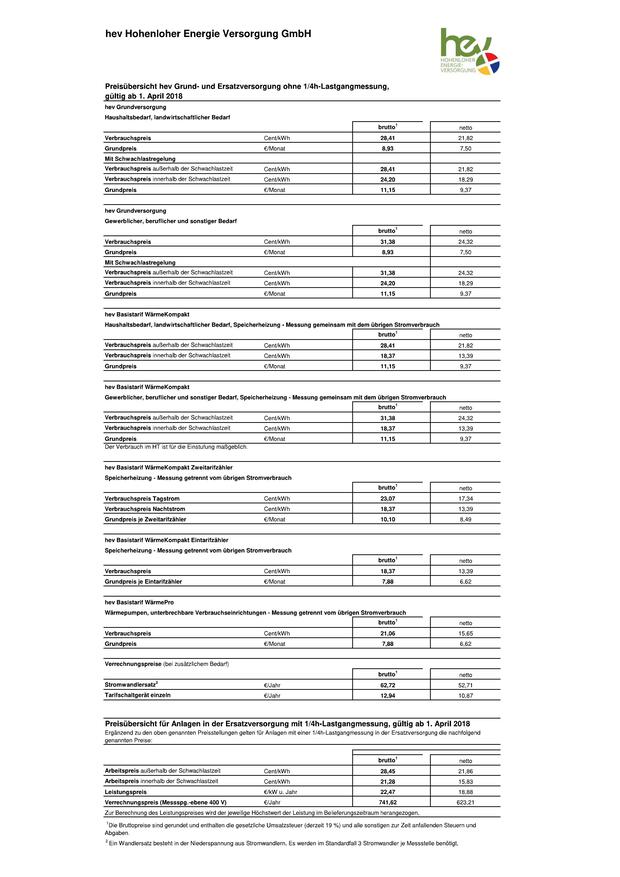 hev Hohenloher Energie Versorgung GmbH
hev
HOHENLOHER
ENERGIE-
VERSORGUNG
Preisübersicht hev Grund- und Ersatzversorgung ohne 1/4h-Lastgangmessung,
gültig ab 1. April 2018
hev Grundversorgung
Haushaltsbedarf, landwirtschaftlicher Bedarf
brutto¹ netto
Verbrauchspreis Cent/kWh 28,41 21,82
Grundpreis €/Monat 8,93 7,50
Mit Schwachlastregelung
Verbrauchspreis außerhalb der Schwachlastzeit Cent/kWh 28,41 21,82
Verbrauchspreis innerhalb der Schwachlastzeit Cent/kWh 24,20 18,29
Grundpreis €/Monat 11,15 9,37
hev Grundversorgung
Gewerblicher, beruflicher und sonstiger Bedarf
brutto¹ netto
Verbrauchspreis Cent/kWh 31,38 24,32
Grundpreis €/Monat 8,93 7,50
Mit Schwachlastregelung
Verbrauchspreis außerhalb der Schwachlastzeit Cent/kWh 31,38 24,32
Verbrauchspreis innerhalb der Schwachlastzeit Cent/kWh 24,20 18,29
Grundpreis €/Monat 11,15 9,37
hev Basistarif WärmeKompakt
Haushaltsbedarf, landwirtschaftlicher Bedarf, Speicherheizung - Messung gemeinsam mit dem übrigen Stromverbrauch
brutto¹ netto
Verbrauchspreis außerhalb der Schwachlastzeit Cent/kWh 28,41 21,82
Verbrauchspreis innerhalb der Schwachlastzeit Cent/kWh 18,37 13,39
Grundpreis €/Monat 11,15 9,37
hev Basistarif WärmeKompakt
Gewerblicher, beruflicher und sonstiger Bedarf, Speicherheizung - Messung gemeinsam mit dem übrigen Stromverbrauch
brutto¹ netto
Verbrauchspreis außerhalb der Schwachlastzeit Cent/kWh 31,38 24,32
Verbrauchspreis innerhalb der Schwachlastzeit Cent/kWh 18,37 13,39
Grundpreis €/Monat 11,15 9,37
Der Verbrauch im HT ist für die Einstufung maßgeblich.
hev Basistarif WärmeKompakt Zweitarifzähler
Speicherheizung - Messung getrennt vom übrigen Stromverbrauch
brutto¹ netto
Verbrauchspreis Tagstrom Cent/kWh 23,07 17,34
Verbrauchspreis Nachtstrom Cent/kWh 18,37 13,39
Grundpreis je Zweitarifzähler €/Monat 10,10 8,49
hev Basistarif WärmeKompakt Eintarifzähler
Speicherheizung - Messung getrennt vom übrigen Stromverbrauch
brutto¹ netto
Verbrauchspreis Cent/kWh 18,37 13,39
Grundpreis je Eintarifzähler €/Monat 7,88 6,62
hev Basistarif WärmePro
Wärmepumpen, unterbrechbare Verbrauchseinrichtungen - Messung getrennt vom übrigen Stromverbrauch
brutto¹ netto
Verbrauchspreis Cent/kWh 21,06 15,65
Grundpreis €/Monat 7,88 6,62
Verrechnungspreise (bei zusätzlichem Bedarf)
brutto¹ netto
Stromwandlersatz² €/Jahr 62,72 52,71
Tarifschaltgerät einzeln €/Jahr 12,94 10,87
Preisübersicht für Anlagen in der Ersatzversorgung mit 1/4h-Lastgangmessung, gültig ab 1. April 2018
Ergänzend zu den oben genannten Preisstellungen gelten für Anlagen mit einer 1/4h-Lastgangmessung in der Ersatzversorgung die nachfolgend
genannten Preise:
brutto¹ netto
Arbeitspreis außerhalb der Schwachlastzeit Cent/kWh 28,45 21,86
Arbeitspreis innerhalb der Schwachlastzeit Cent/kWh 21,28 15,83
Leistungspreis €/kW u. Jahr 22,47 18,88
Verrechnungspreis (Messspg.-ebene 400 V) €/Jahr 741,62 623,21
Zur Berechnung des Leistungspreises wird der jeweilige Höchstwert der Leistung im Belieferungszeitraum herangezogen.
¹Die Bruttopreise sind gerundet und enthalten die gesetzliche Umsatzsteuer (derzeit 19 %) und alle sonstigen zur Zeit anfallenden Steuern und
Abgaben.
² Ein Wandlersatz besteht in der Niederspannung aus Stromwandlern. Es werden im Standardfall 3 Stromwandler je Messstelle benötigt.